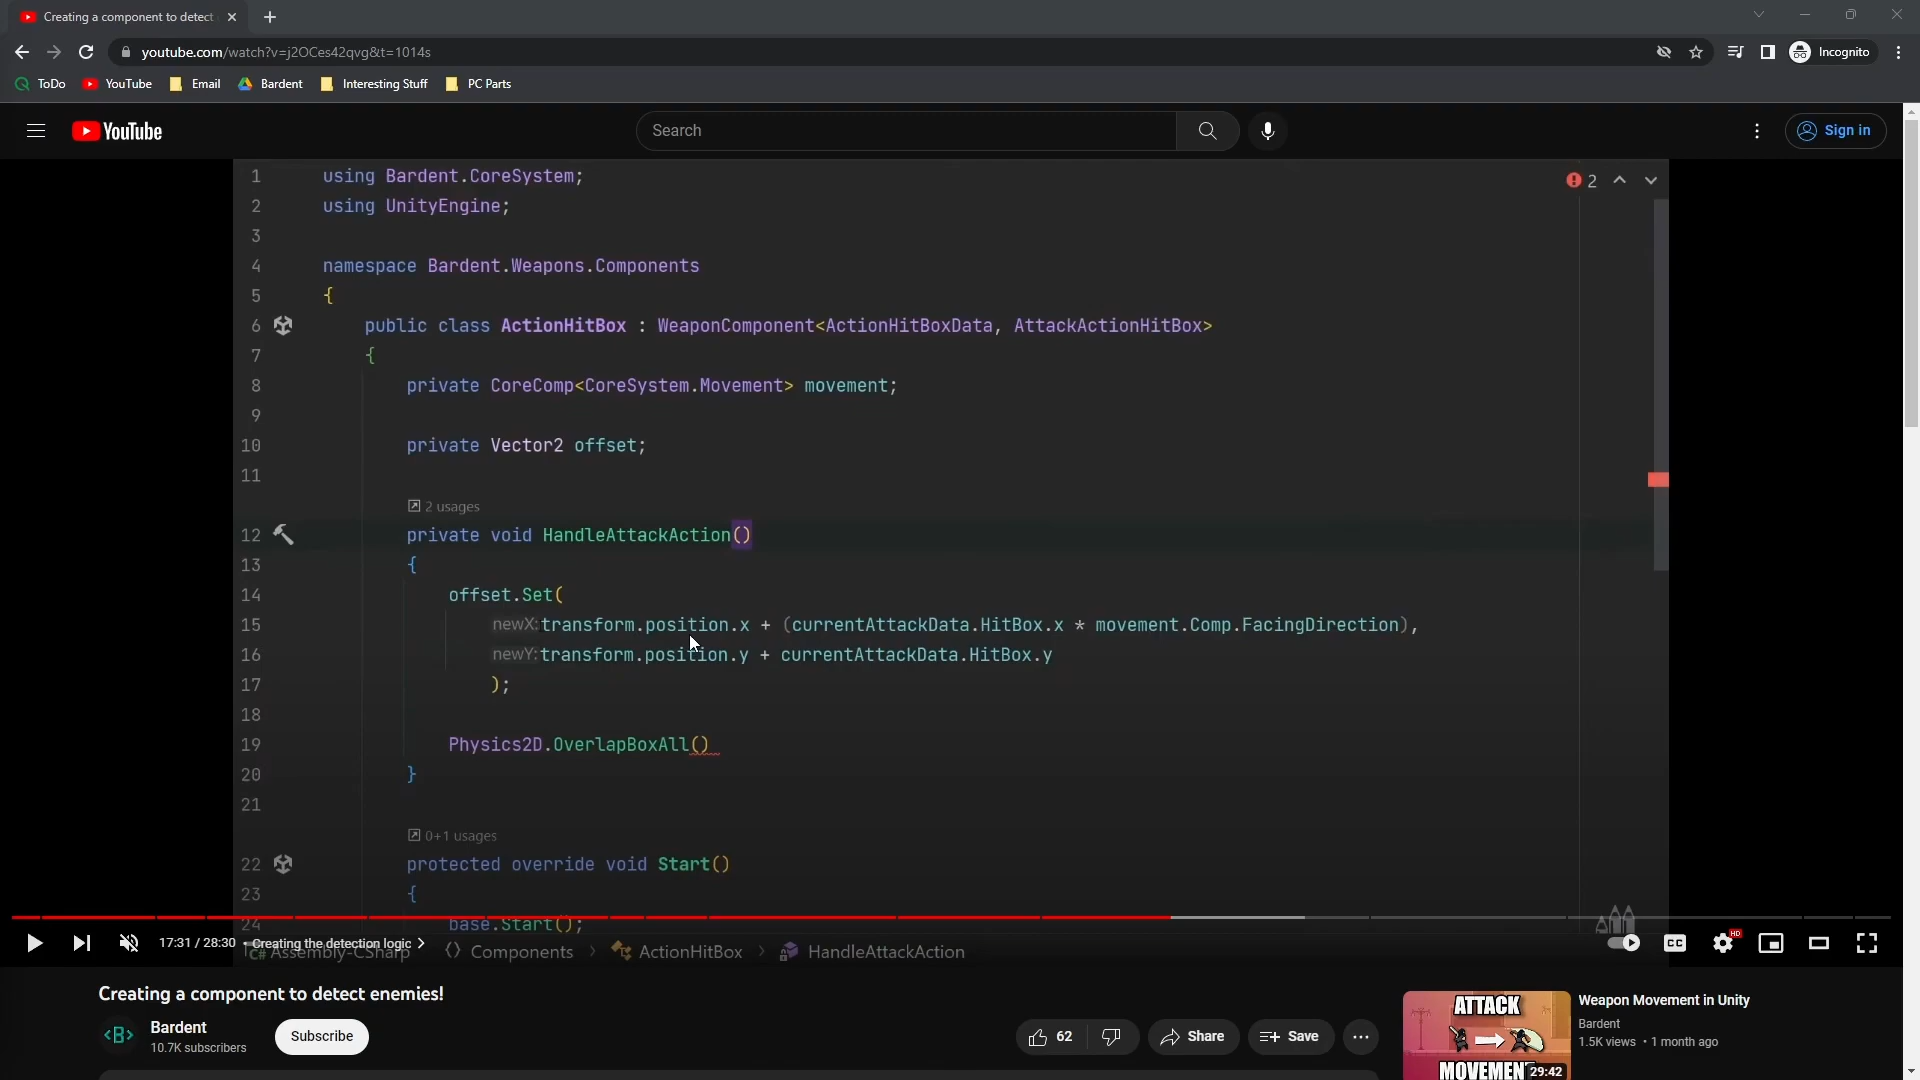 Creating a component to detect
youtube.com/watch?v=j2OCes42qvg&t=1014s
Incognito
ToDo YouTube Email Bardent Interesting Stuff PC Parts
YouTube
Search
Sign in
1 using Bardent.CoreSystem;
2
2 using UnityEngine;
3
4 namespace Bardent.Weapons.Components
5 {
6 public class ActionHitBox : WeaponComponent<ActionHitBoxData, AttackActionHitBox>
7 {
8 private CoreComp<CoreSystem.Movement> movement;
9
10 private Vector2 offset;
11
2 usages
12 private void HandleAttackAction()
13 {
14 offset.Set(
15 newX:transform.position.x + (currentAttackData.HitBox.x * movement.Comp.FacingDirection),
16 newY:transform.position.y + currentAttackData.HitBox.y
17 );
18
19 Physics2D.OverlapBoxAll()
20 }
21
0+1 usages
22 protected override void Start()
23 {
24 base.Start();
17:31 / 28:30 • Creating the detection logic
C# Assembly-CSharp Components ActionHitBox HandleAttackAction
CC
HD
Creating a component to detect enemies!
<B>
Bardent
10.7K subscribers
Subscribe
62
Share
Save
ATTACK
MOVEMENT
29:42
Weapon Movement in Unity
Bardent
1.5K views • 1 month ago